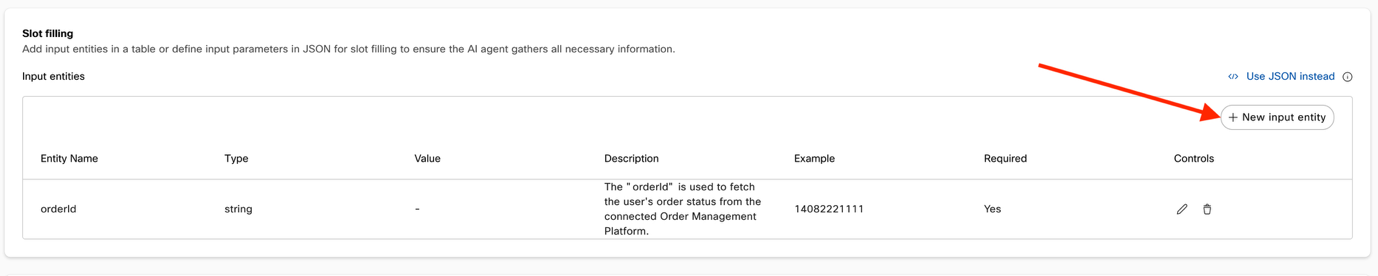 Slot filling
Add input entities in a table or define input parameters in JSON for slot filling to ensure the AI agent gathers all necessary information.
Input entities
</> Use JSON instead
+ New input entity
Entity Name Type Value Description Example Required Controls
The "orderId" is used to fetch
the user's order status from the
orderId string - 14082221111 Yes
connected Order Management
Platform.